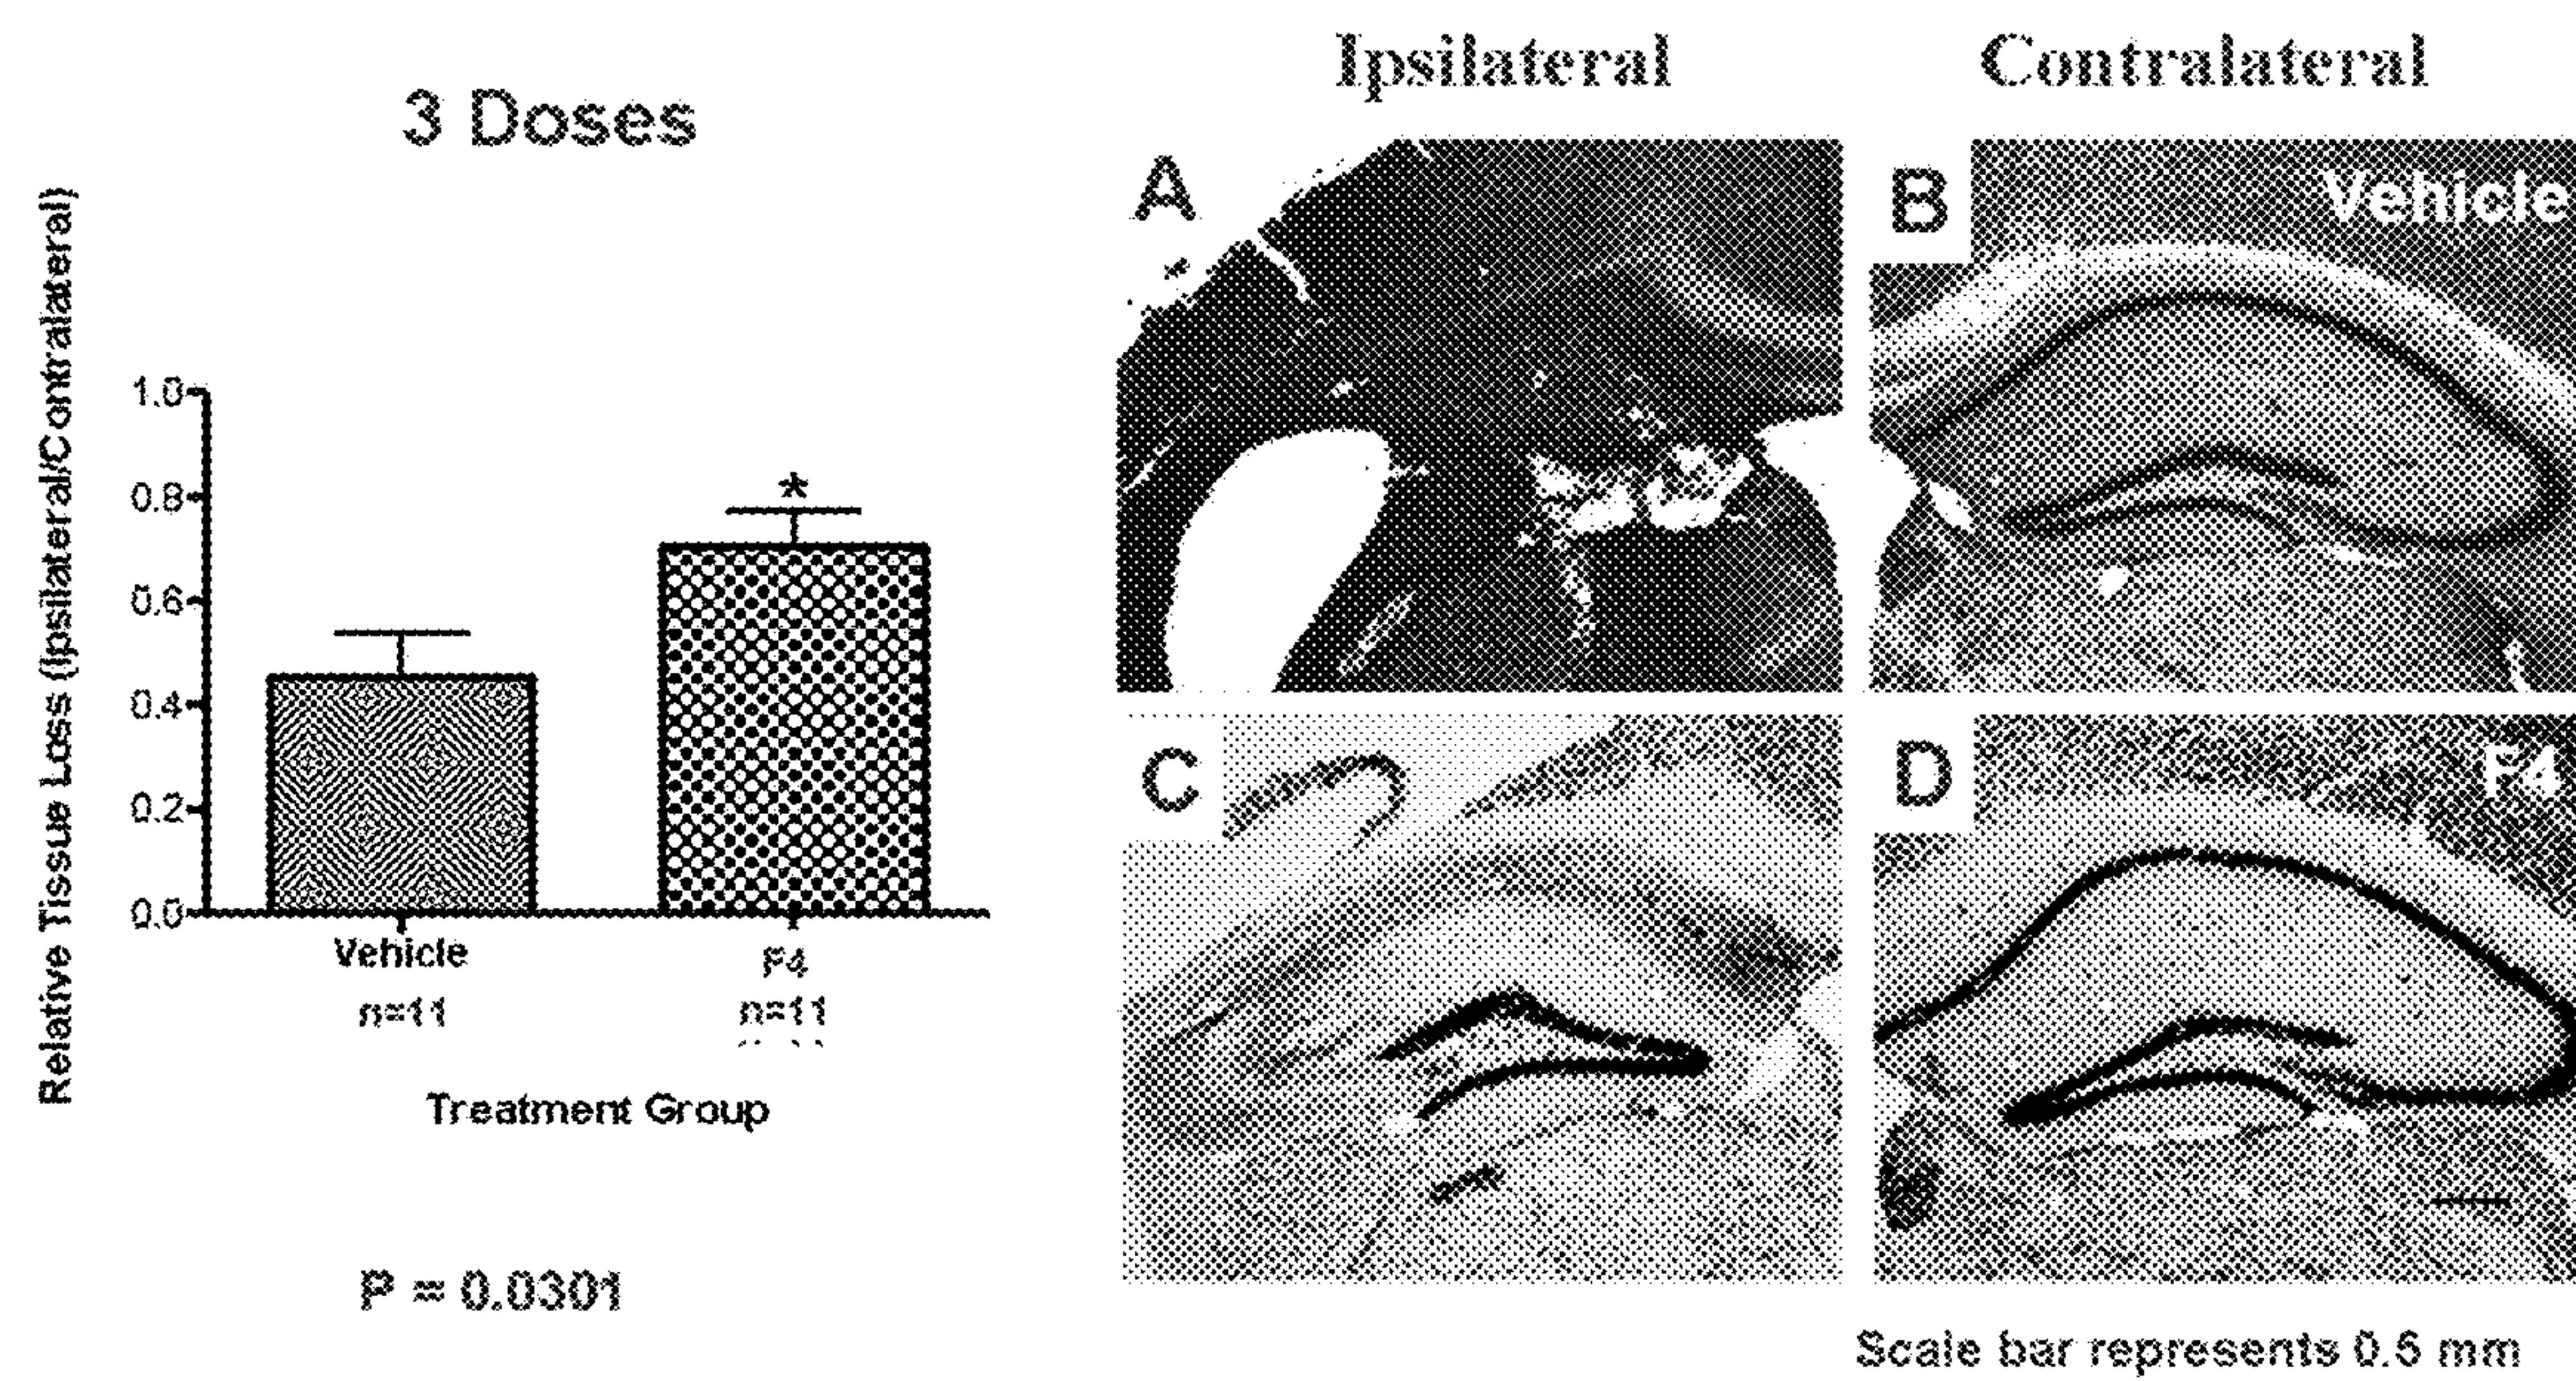 3 Doses
Relative Tissue Loss (Ipsilateral/Contralateral)
1.0
0.8
0.6
0.4
0.2
0.0
*
Vehicle
n=11
F4
n=11
Treatment Group
P = 0.0301
Ipsilateral
Contralateral
A
B
Vehicle
C
D
F4
Scale bar represents 0.5 mm